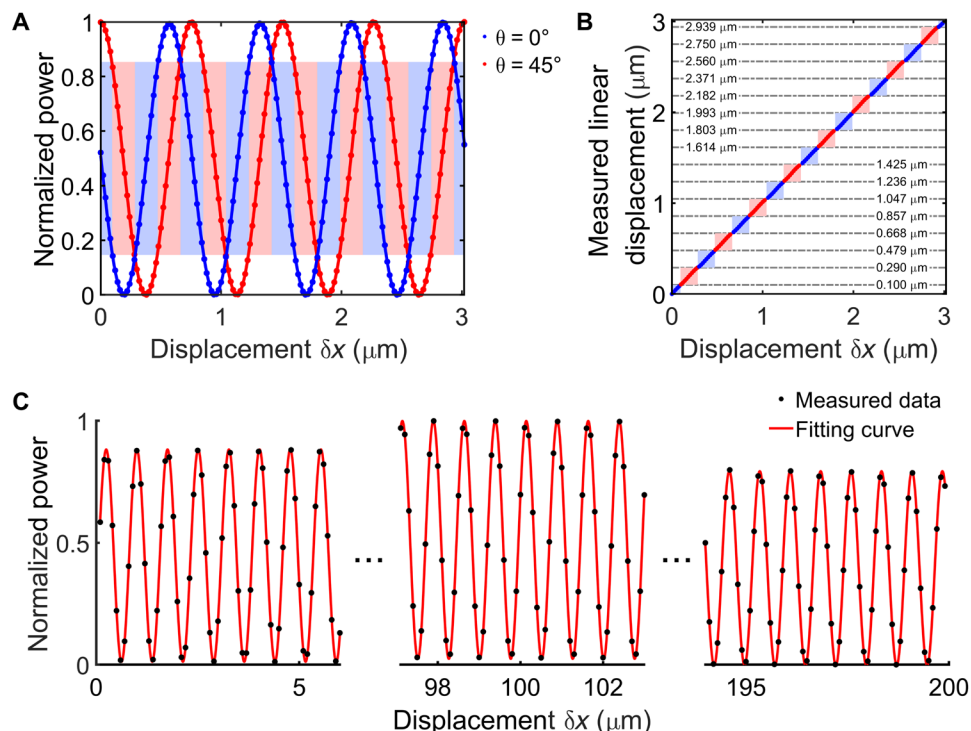 A
Normalized power
1
0.8
0.6
0.4
0.2
0
0
1
2
3
Displacement δx (μm)
θ = 0°
θ = 45°
B
Measured linear
displacement (μm)
3
2
1
0
0
1
2
3
Displacement δx (μm)
2.939 μm
2.750 μm
2.560 μm
2.371 μm
2.182 μm
1.993 μm
1.803 μm
1.614 μm
1.425 μm
1.236 μm
1.047 μm
0.857 μm
0.668 μm
0.479 μm
0.290 μm
0.100 μm
C
Measured data
Fitting curve
Normalized power
1
0.5
0
0
5
98
100
102
195
200
...
...
Displacement δx (μm)